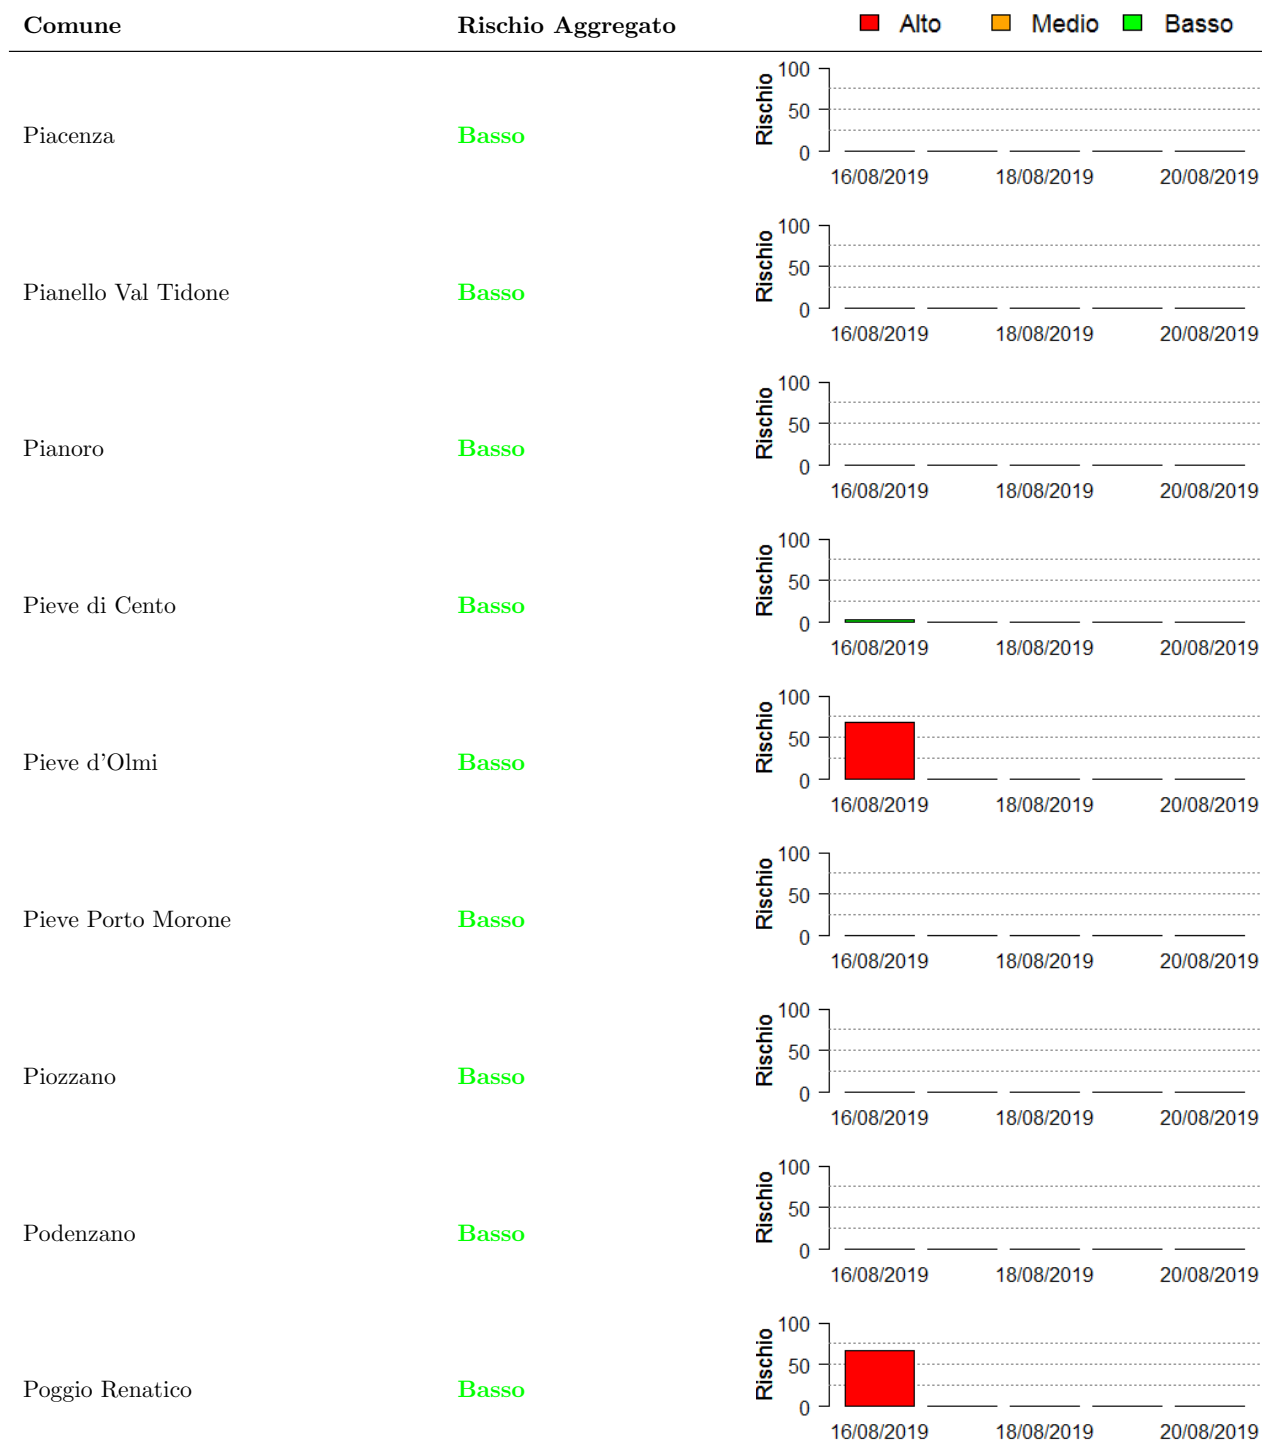 Comune Rischio Aggregato Alto Medio Basso
100
50
0
Rischio
Piacenza Basso
16/08/2019 18/08/2019 20/08/2019
100
50
0
Rischio
Pianello Val Tidone Basso
16/08/2019 18/08/2019 20/08/2019
100
50
0
Rischio
Pianoro Basso
16/08/2019 18/08/2019 20/08/2019
100
50
0
Rischio
Pieve di Cento Basso
16/08/2019 18/08/2019 20/08/2019
100
50
0
Rischio
Pieve d'Olmi Basso
16/08/2019 18/08/2019 20/08/2019
100
50
0
Rischio
Pieve Porto Morone Basso
16/08/2019 18/08/2019 20/08/2019
100
50
0
Rischio
Piozzano Basso
16/08/2019 18/08/2019 20/08/2019
100
50
0
Rischio
Podenzano Basso
16/08/2019 18/08/2019 20/08/2019
100
50
0
Rischio
Poggio Renatico Basso
16/08/2019 18/08/2019 20/08/2019